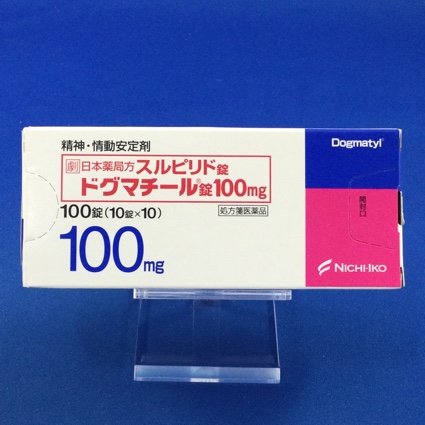 精神・情動安定剤
Dogmatyl®
劇 日本薬局方 スルピリド錠
ドグマチール®錠100mg
100錠(10錠×10)
処方箋医薬品
開封口
100mg
NICHI-IKO